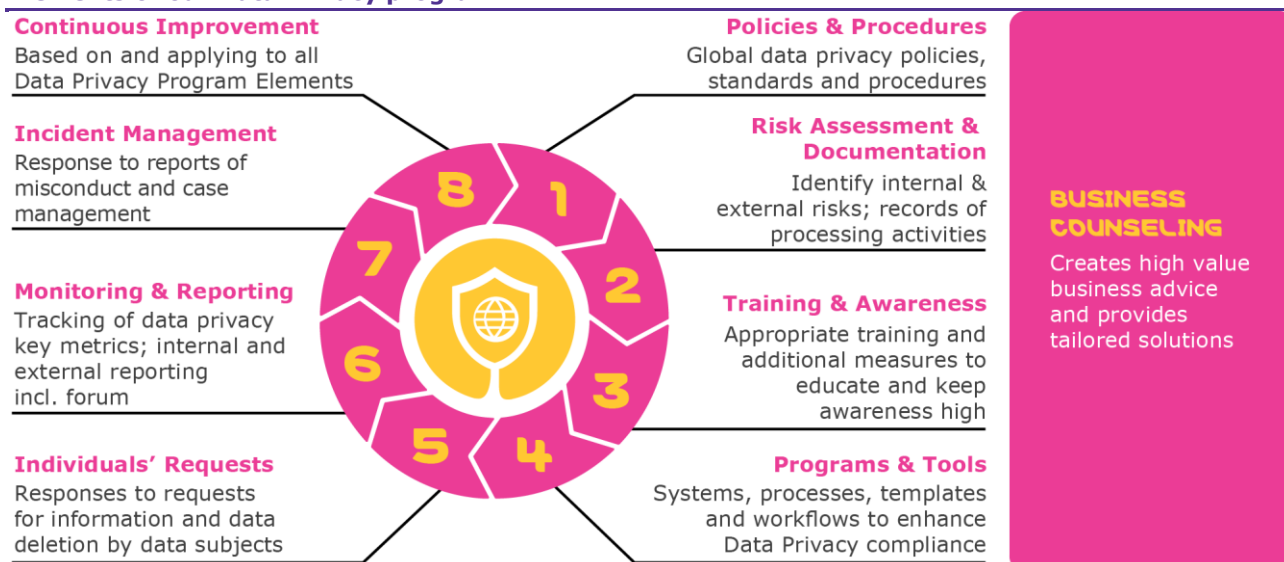 Continuous Improvement
Based on and applying to all
Data Privacy Program Elements
Incident Management
Response to reports of
misconduct and case
management
Monitoring & Reporting
Tracking of data privacy
key metrics; internal and
external reporting
incl. forum
Individuals’ Requests
Responses to requests
for information and data
deletion by data subjects
8
1
7
2
6
3
5
4
Policies & Procedures
Global data privacy policies,
standards and procedures
Risk Assessment &
Documentation
Identify internal &
external risks; records of
processing activities
Training & Awareness
Appropriate training and
additional measures to
educate and keep
awareness high
Programs & Tools
Systems, processes, templates
and workflows to enhance
Data Privacy compliance
BUSINESS
COUNSELING
Creates high value
business advice
and provides
tailored solutions